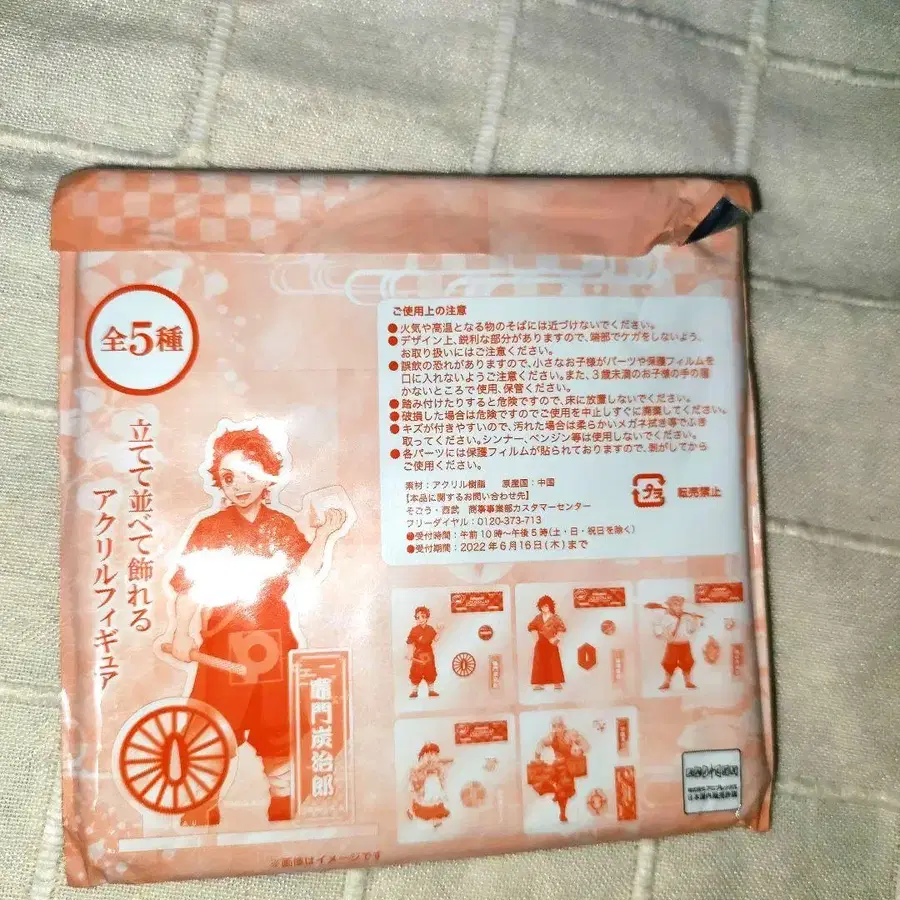 全5種
立てて並べて飾れる
アクリルフィギュア
竈門炭治郎
ご使用上の注意
●火気や高温となる物のそばには近づけないでください。
●デザイン上、鋭利な部分がありますので、端部でケガをしないよう、
お取り扱いにはご注意ください。
●誤飲の恐れがありますので、小さなお子様がパーツや保護フィルムを
口に入れないようご注意ください。また、3歳未満のお子様の手の届
かないところで使用、保管ください。
●踏み付けたりすると危険ですので、床に放置しないでください。
●破損した場合は危険ですのでご使用を中止しすぐに廃棄してください。
●キズが付きやすいので、汚れた場合は柔らかいメガネ拭き等でふき
取ってください。シンナー、ベンジン等は使用しないでください。
●各パーツには保護フィルムが貼られておりますので、剥がしてから
ご使用ください。
素材：アクリル樹脂 原産国：中国
【本品に関するお問い合わせ先】
そごう・西武 商事事業部カスタマーセンター
フリーダイヤル：0120-373-713
●受付時間：午前10時～午後5時(土・日・祝日を除く)
●受付期間：2022年6月16日(木)まで
プラ
転売禁止